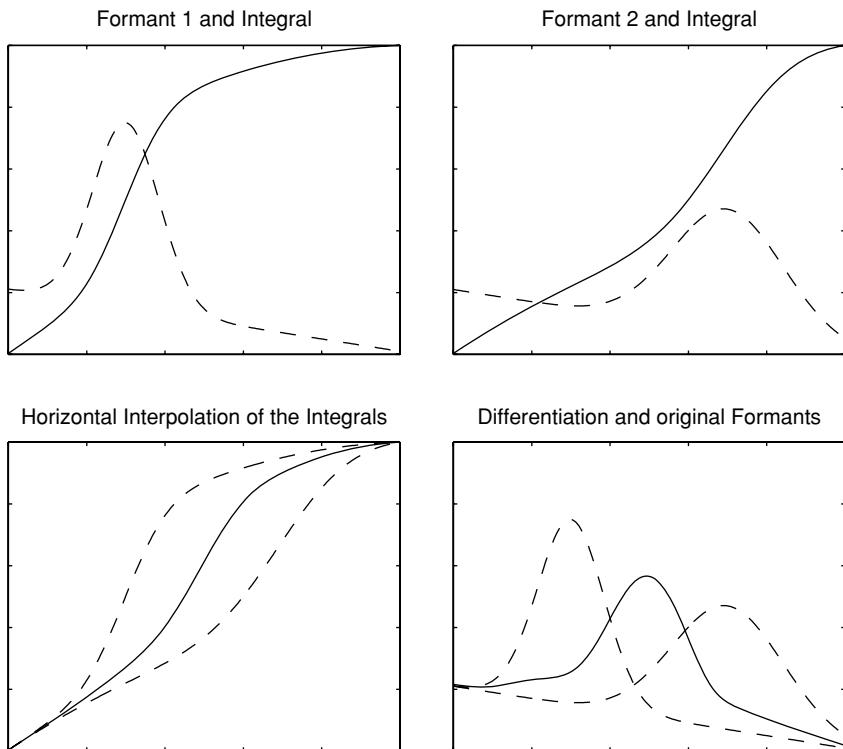 Formant 1 and Integral
Formant 2 and Integral
Horizontal Interpolation of the Integrals
Differentiation and original Formants